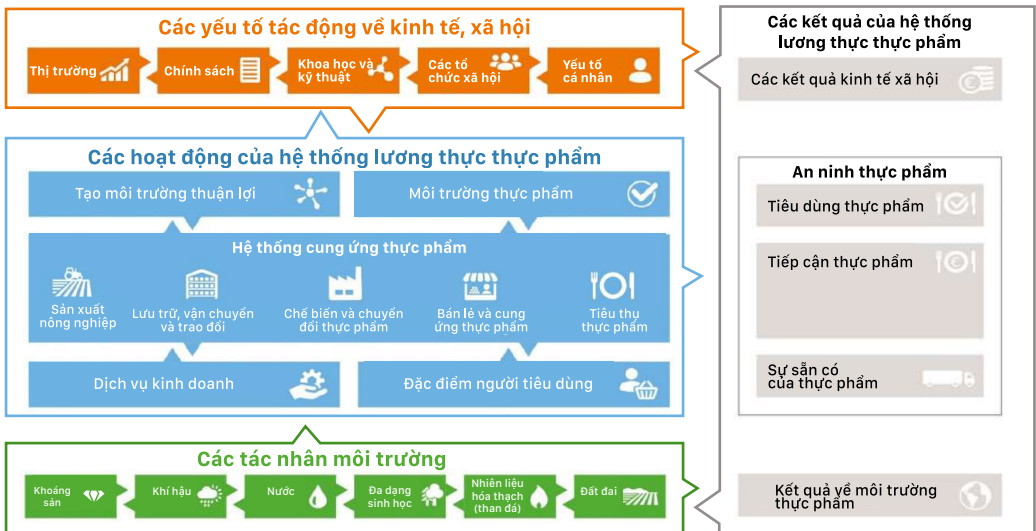 Các yếu tố tác động về kinh tế, xã hội
Thị trường
Chính sách
Khoa học và
kỹ thuật
Các tổ
chức xã hội
Yếu tố
cá nhân
Các hoạt động của hệ thống lương thực thực phẩm
Tạo môi trường thuận lợi
Môi trường thực phẩm
Hệ thống cung ứng thực phẩm
Sản xuất
nông nghiệp
Lưu trữ, vận chuyển
và trao đổi
Chế biến và chuyển
đổi thực phẩm
Bán lẻ và cung
ứng thực phẩm
Tiêu thụ
thực phẩm
Dịch vụ kinh doanh
Đặc điểm người tiêu dùng
Các tác nhân môi trường
Khoáng
sản
Khí hậu
Nước
Đa dạng
sinh học
Nhiên liệu
hóa thạch
(than đá)
Đất đai
Các kết quả của hệ thống
lương thực thực phẩm
Các kết quả kinh tế xã hội
An ninh thực phẩm
Tiêu dùng thực phẩm
Tiếp cận thực phẩm
Sự sẵn có
của thực phẩm
Kết quả về môi trường
thực phẩm